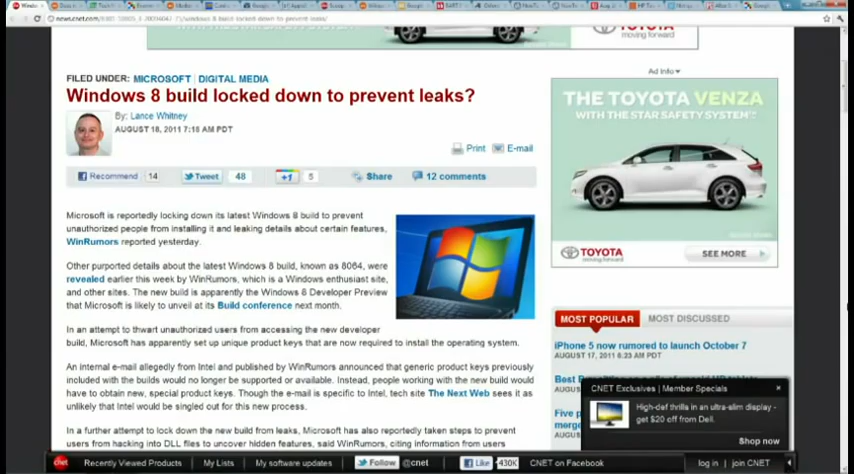 news.cnet.com
moving forward
FILED UNDER: MICROSOFT | DIGITAL MEDIA
Windows 8 build locked down to prevent leaks?
By: Lance Whitney
AUGUST 18, 2011 7:15 AM PDT
Print E-mail
Recommend 14 Tweet 48 +1 5 Share 12 comments
Microsoft is reportedly locking down its latest Windows 8 build to prevent
unauthorized people from installing it and leaking details about certain features,
WinRumors reported yesterday.
Other purported details about the latest Windows 8 build, known as 8064, were
revealed earlier this week by WinRumors, which is a Windows enthusiast site,
and other sites. The new build is apparently the Windows 8 Developer Preview
that Microsoft is likely to unveil at its Build conference next month.
In an attempt to thwart unauthorized users from accessing the new developer
build, Microsoft has apparently set up unique product keys that are now required to install the operating system.
An internal e-mail allegedly from Intel and published by WinRumors announced that generic product keys previously
included with the builds would no longer be supported or available. Instead, people working with the new build would
have to obtain new, special product keys. Though the e-mail is specific to Intel, tech site The Next Web sees it as
unlikely that Intel would be singled out for this new process.
In a further attempt to lock down the new build from leaks, Microsoft has also reportedly taken steps to prevent
users from hacking into DLL files to uncover hidden features, said WinRumors, citing information from users
Ad Info
THE TOYOTA VENZA
WITH THE STAR SAFETY SYSTEM™
TOYOTA
moving forward
SEE MORE
MOST POPULAR MOST DISCUSSED
iPhone 5 now rumored to launch October 7
AUGUST 17, 2011 6:23 AM PDT
Best
AUGUS
Five p
merge
AUGUS
CNET Exclusives | Member Specials ×
High-def thrills in an ultra-slim display -
get $20 off from Dell.
Shop now
cnet Recently Viewed Products My Lists My software updates Follow @cnet Like 430K CNET on Facebook log in | join CNET